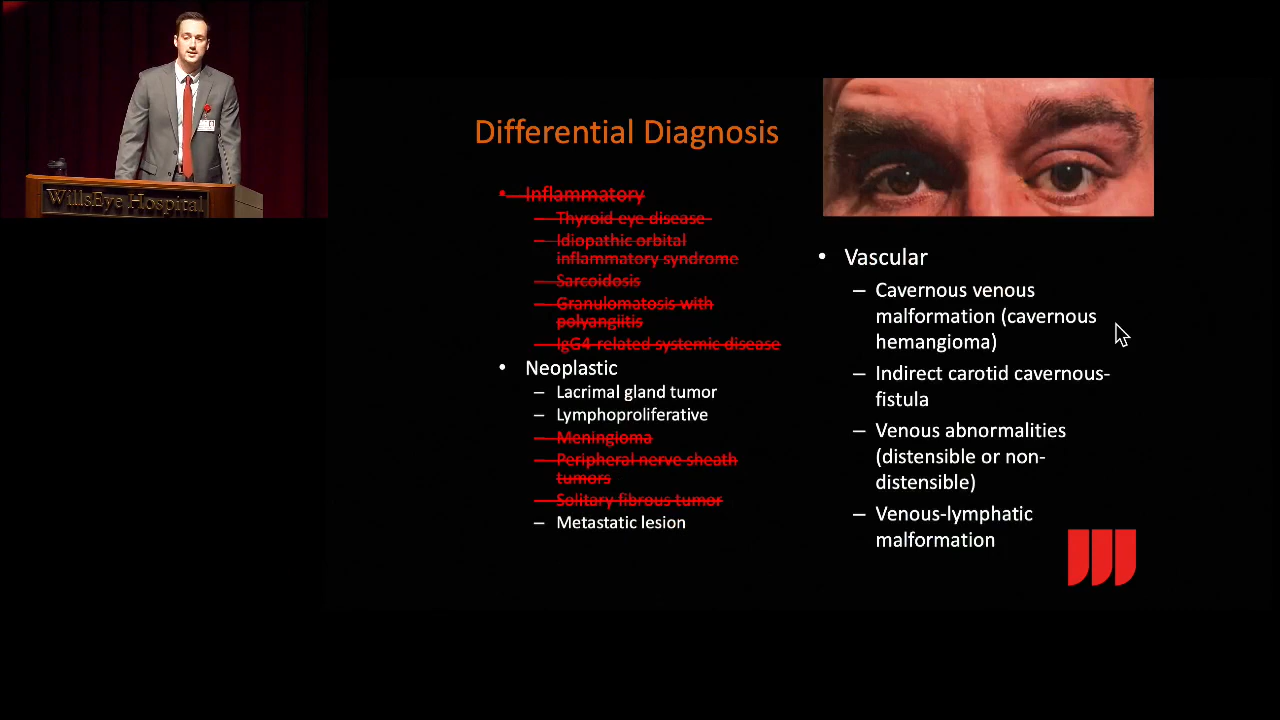 WillsEye Hospital
Differential Diagnosis
• Inflammatory
– Thyroid eye disease
– Idiopathic orbital
inflammatory syndrome
– Sarcoidosis
– Granulomatosis with
polyangiitis
– IgG4-related systemic disease
• Neoplastic
– Lacrimal gland tumor
– Lymphoproliferative
– Meningioma
– Peripheral nerve sheath
tumors
– Solitary fibrous tumor
– Metastatic lesion
• Vascular
– Cavernous venous
malformation (cavernous
hemangioma)
– Indirect carotid cavernous-
fistula
– Venous abnormalities
(distensible or non-
distensible)
– Venous-lymphatic
malformation